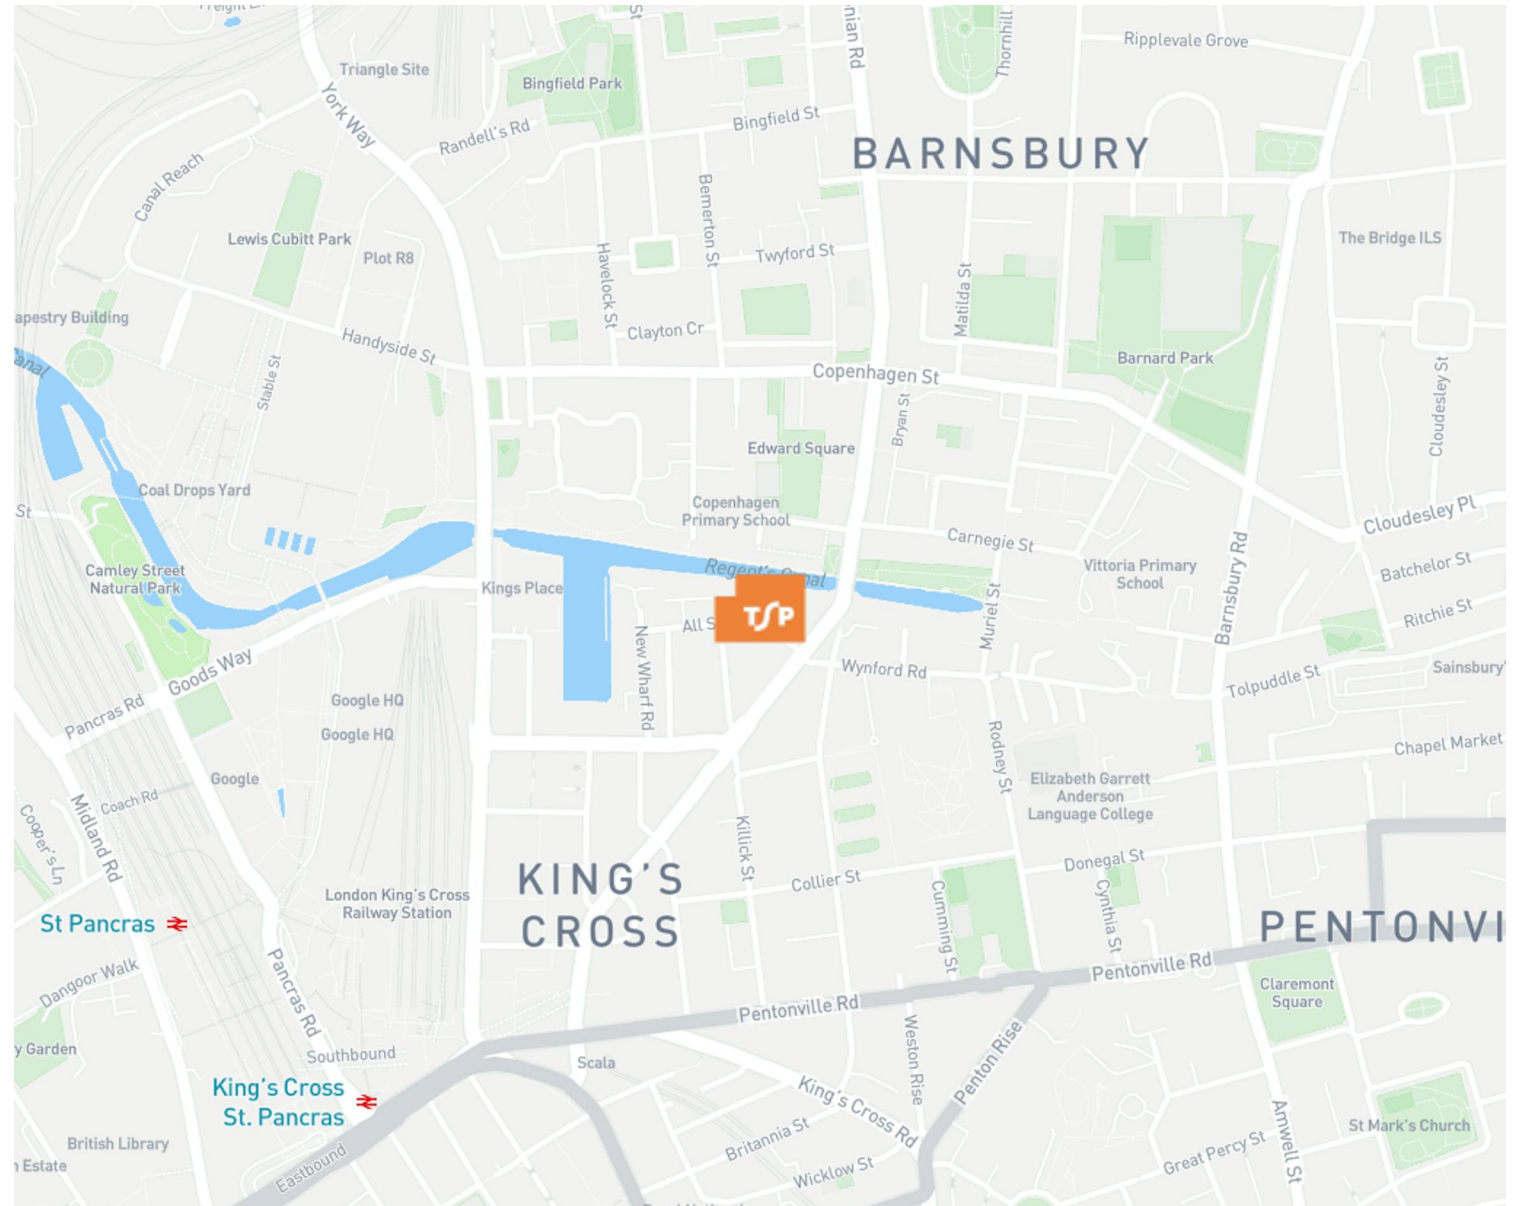 Freight Ln
St
nian Rd
Thornhill
Ripplevale Grove
Triangle Site
Bingfield Park
York Way
Randell's Rd
Bingfield St
BARNSBURY
Canal Reach
Bemerton St
Lewis Cubitt Park
Plot R8
Havelock St
Twyford St
Matilda St
The Bridge ILS
apestry Building
Handyside St
Clayton Cr
Barnard Park
Canal
Stable St
Copenhagen St
Cloudesley St
Bryan St
Edward Square
Coal Drops Yard
Copenhagen
Primary School
St
Cloudesley Pl
Carnegie St
Barnsbury Rd
Camley Street
Natural Park
Kings Place
Regent's Canal
Vittoria Primary
School
Batchelor St
TSP
All S
Muriel St
Ritchie St
Goods Way
New Wharf Rd
Wynford Rd
Tolpuddle St
Sainsbury'
Pancras Rd
Google HQ
Google HQ
Rodney St
Chapel Market
Google
Elizabeth Garrett
Anderson
Language College
Coach Rd
Midland Rd
Cooper's Ln
Killick St
KING'S
CROSS
Donegal St
Collier St
London King's Cross
Railway Station
Cumming St
Cynthia St
St Pancras
PENTONVI
Pentonville Rd
Dangoor Walk
Pancras Rd
Claremont
Square
Pentonville Rd
y Garden
Southbound
Scala
Weston Rise
Penton Rise
King's Cross
St. Pancras
King's Cross Rd
Amwell St
St Mark's Church
British Library
Britannia St
Great Percy St
n Estate
Eastbound
Wicklow St